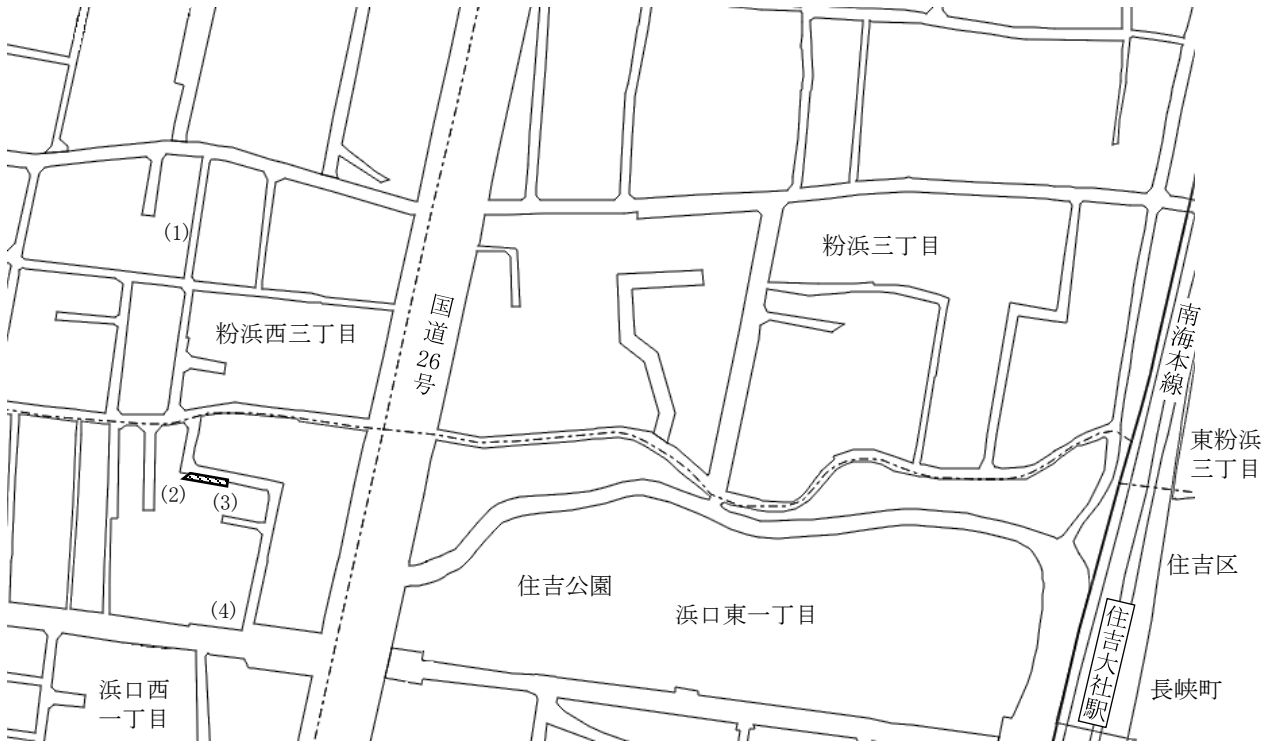 (1)
粉浜三丁目
国道26号
粉浜西三丁目
南海本線
東粉浜
三丁目
(2)
(3)
住吉区
住吉公園
浜口東一丁目
(4)
住吉大社駅
長峡町
浜口西
一丁目